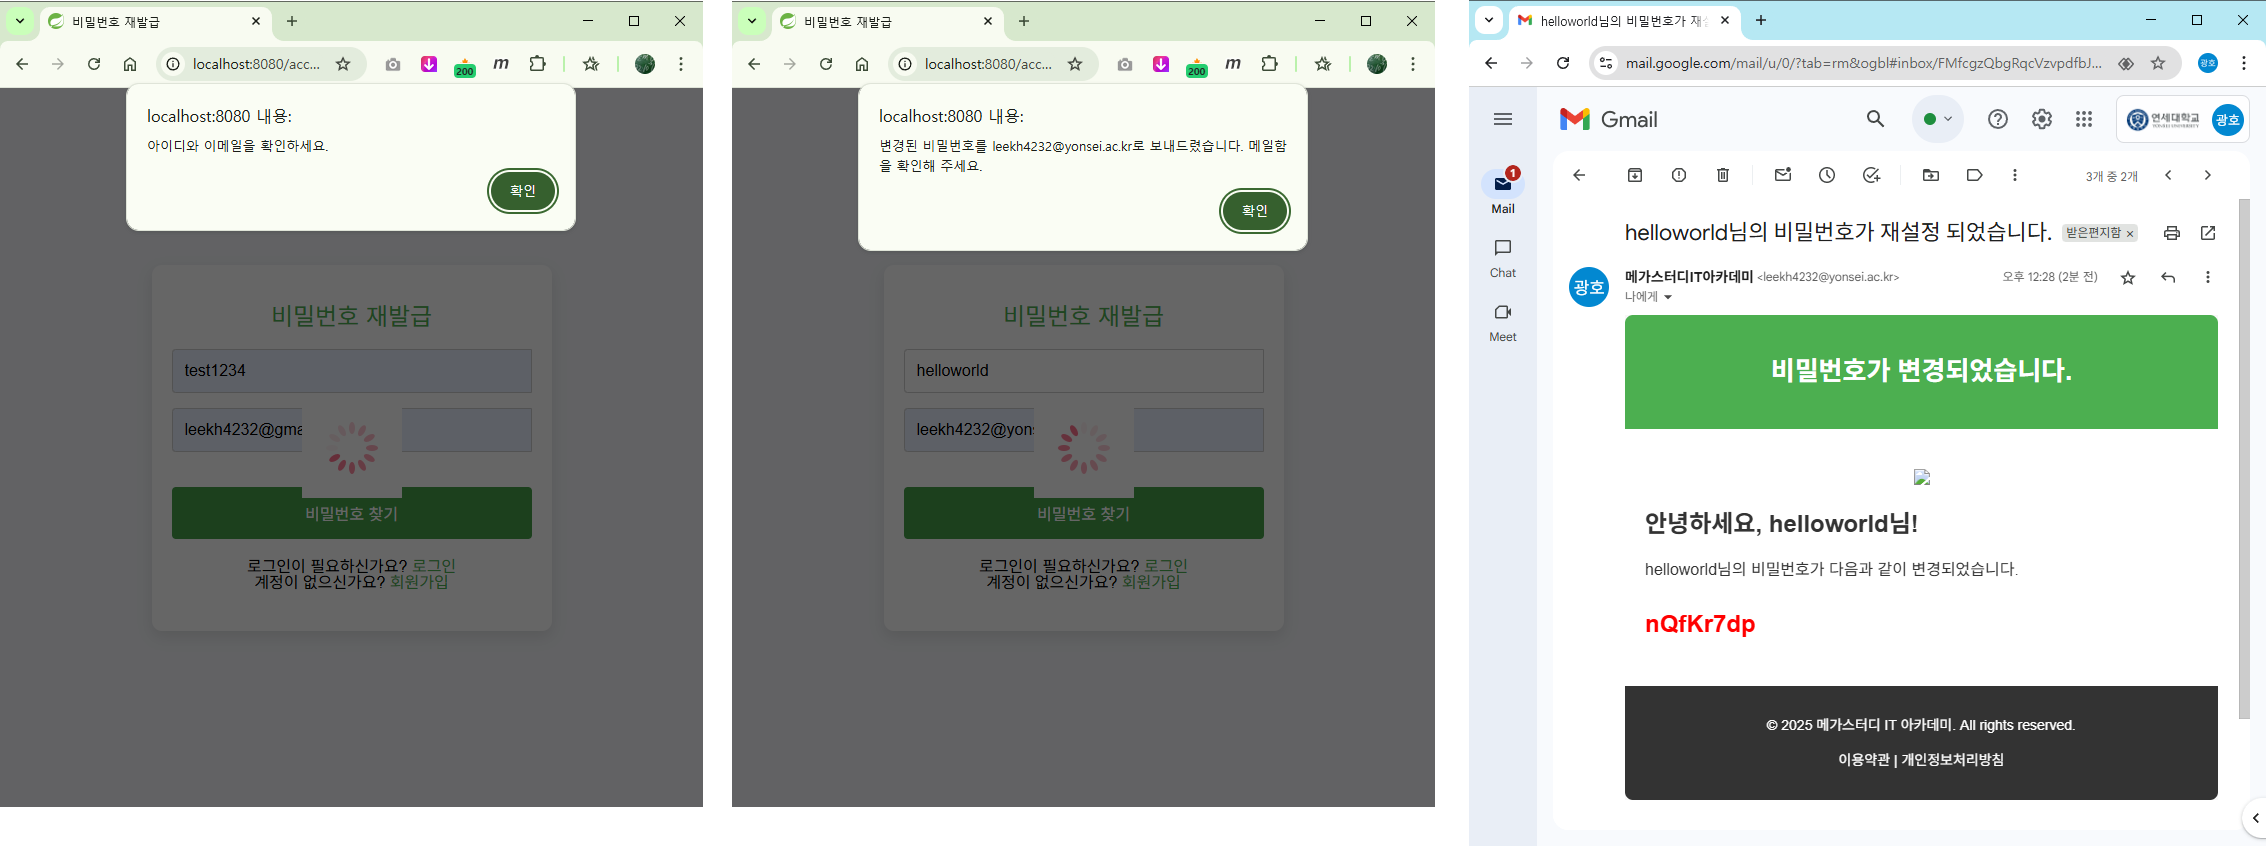 비밀번호 재발급
localhost:8080/acc...
200
m
localhost:8080 내용:
아이디와 이메일을 확인하세요.
확인
비밀번호 재발급
test1234
leekh4232@gma
비밀번호 찾기
로그인이 필요하신가요? 로그인
계정이 없으신가요? 회원가입
비밀번호 재발급
localhost:8080/acc...
200
m
localhost:8080 내용:
변경된 비밀번호를 leekh4232@yonsei.ac.kr로 보내드렸습니다. 메일함
을 확인해 주세요.
확인
비밀번호 재발급
helloworld
leekh4232@yons
비밀번호 찾기
로그인이 필요하신가요? 로그인
계정이 없으신가요? 회원가입
helloworld님의 비밀번호가 재설
mail.google.com/mail/u/0/?tab=rm&ogbl#inbox/FMfcgzQbgRqcVzvpdfbJ...
광호
Gmail
연세대학교
YONSEI UNIVERSITY
광호
3개 중 2개
1
Mail
Chat
Meet
helloworld님의 비밀번호가 재설정 되었습니다.
받은편지함 ×
광호
메가스터디IT아카데미 <leekh4232@yonsei.ac.kr>
오후 12:28 (2분 전)
나에게
비밀번호가 변경되었습니다.
안녕하세요, helloworld님!
helloworld님의 비밀번호가 다음과 같이 변경되었습니다.
nQfKr7dp
© 2025 메가스터디 IT 아카데미. All rights reserved.
이용약관 | 개인정보처리방침